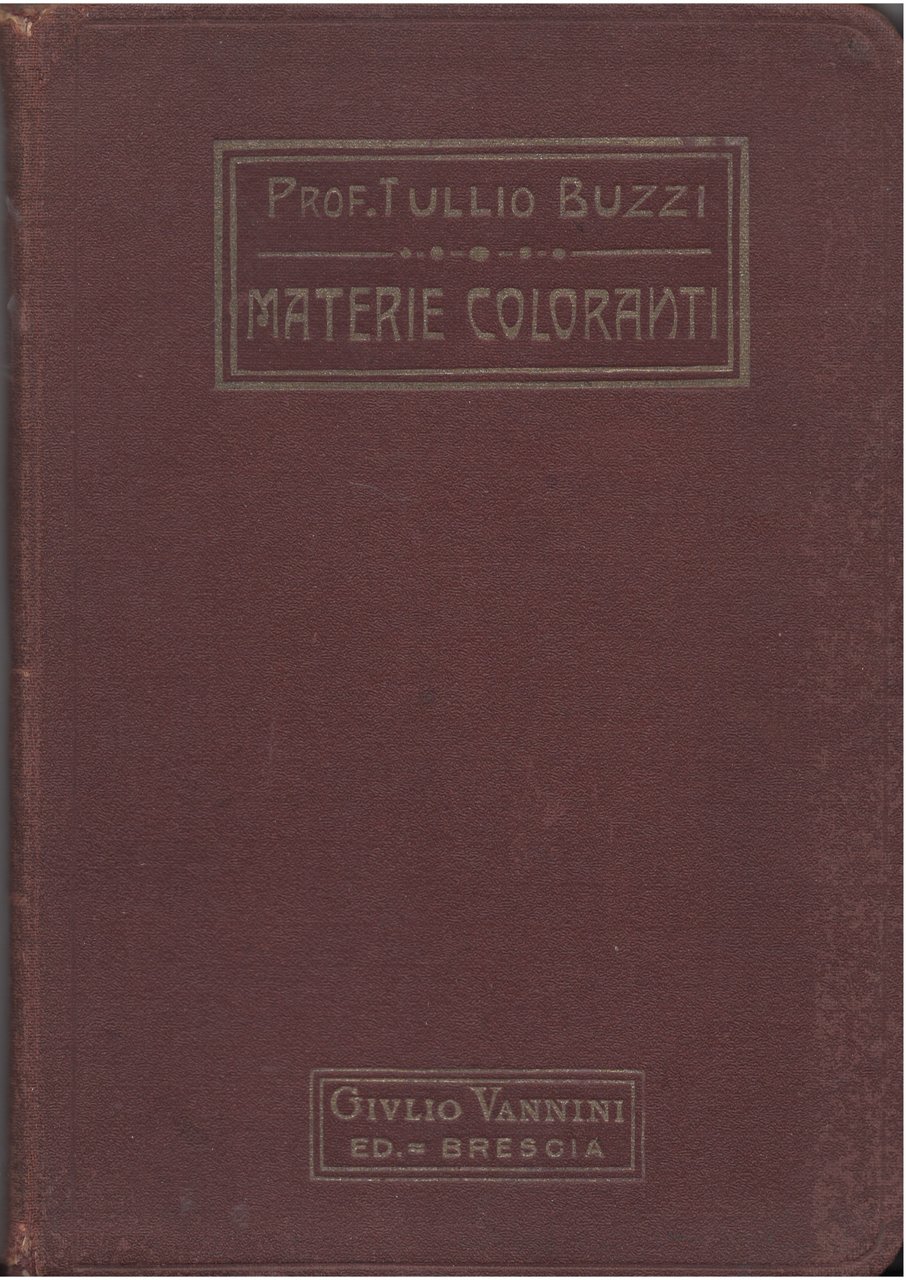 PROF. TULLIO BUZZI
MATERIE COLORANTI
GIVLIO VANNINI
ED. = BRESCIA